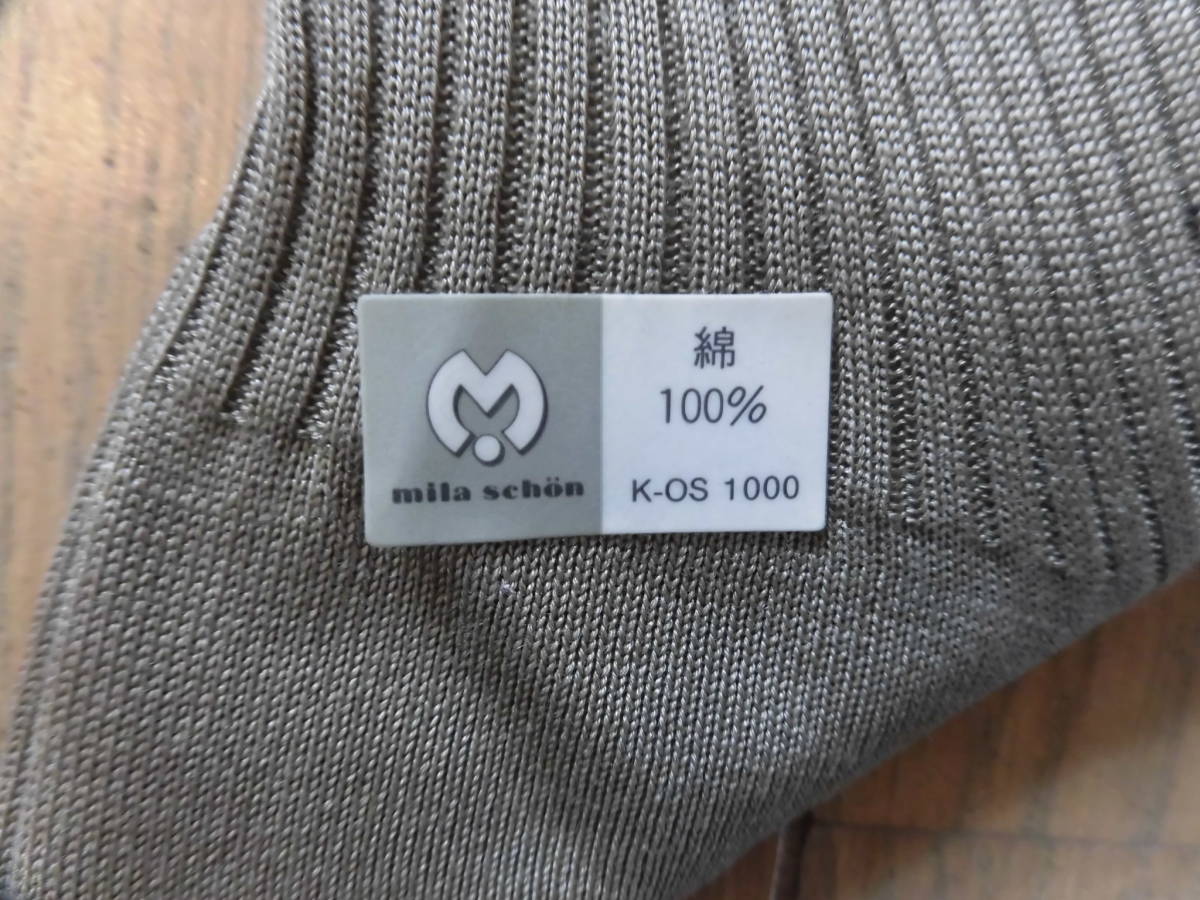 mila schön
綿
100%
K-OS 1000